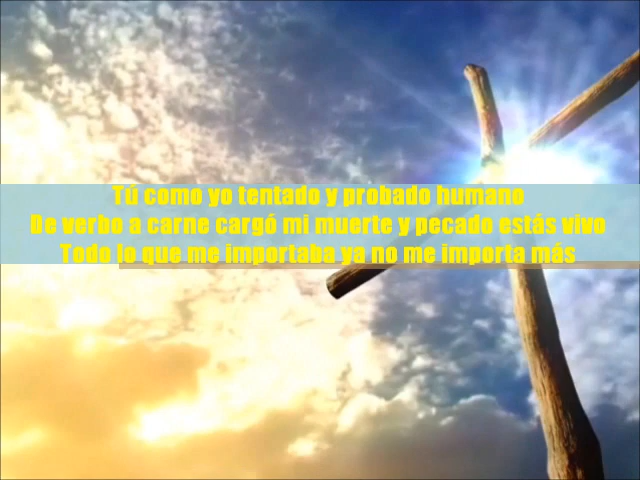 Tú como yo tentado y probado humano
De verbo a carne cargó mi muerte y pecado estás vivo
Todo lo que me importaba ya no me importa más